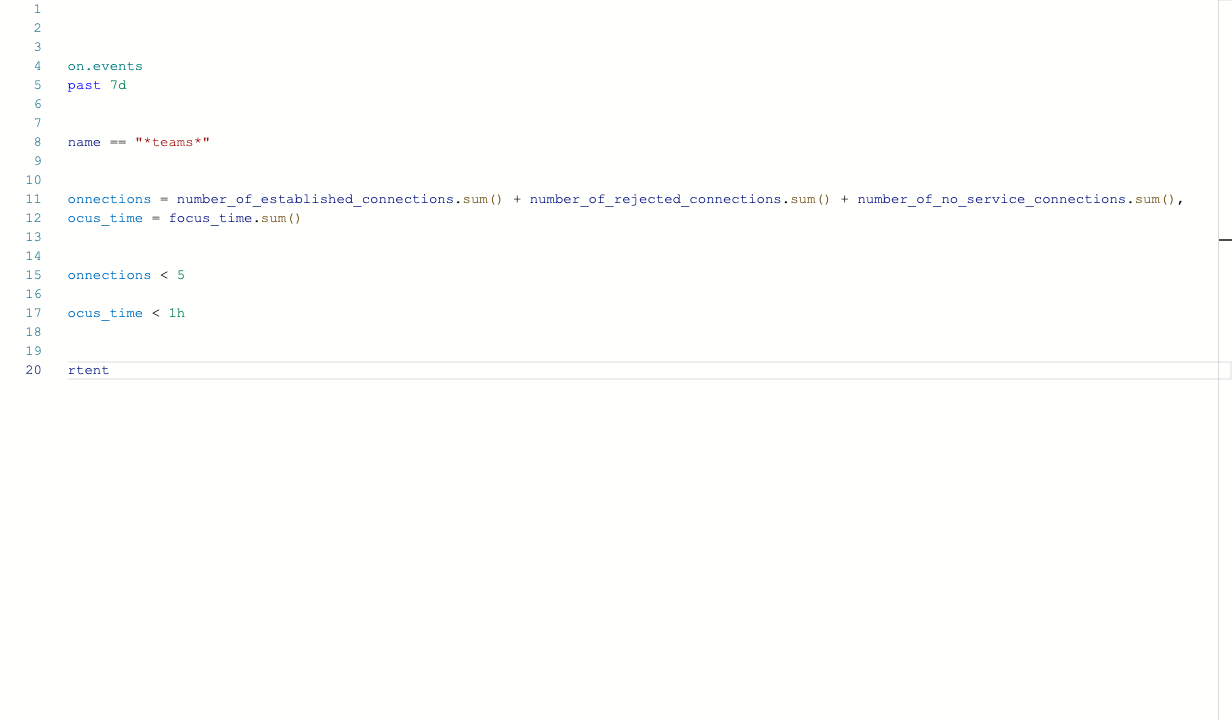 1
2
3
4 on.events
5 past 7d
6
7
8 name == "*teams*"
9
10
11 onnections = number_of_established_connections.sum() + number_of_rejected_connections.sum() + number_of_no_service_connections.sum(),
12 ocus_time = focus_time.sum()
13
14
15 onnections < 5
16
17 ocus_time < 1h
18
19
20 rtent